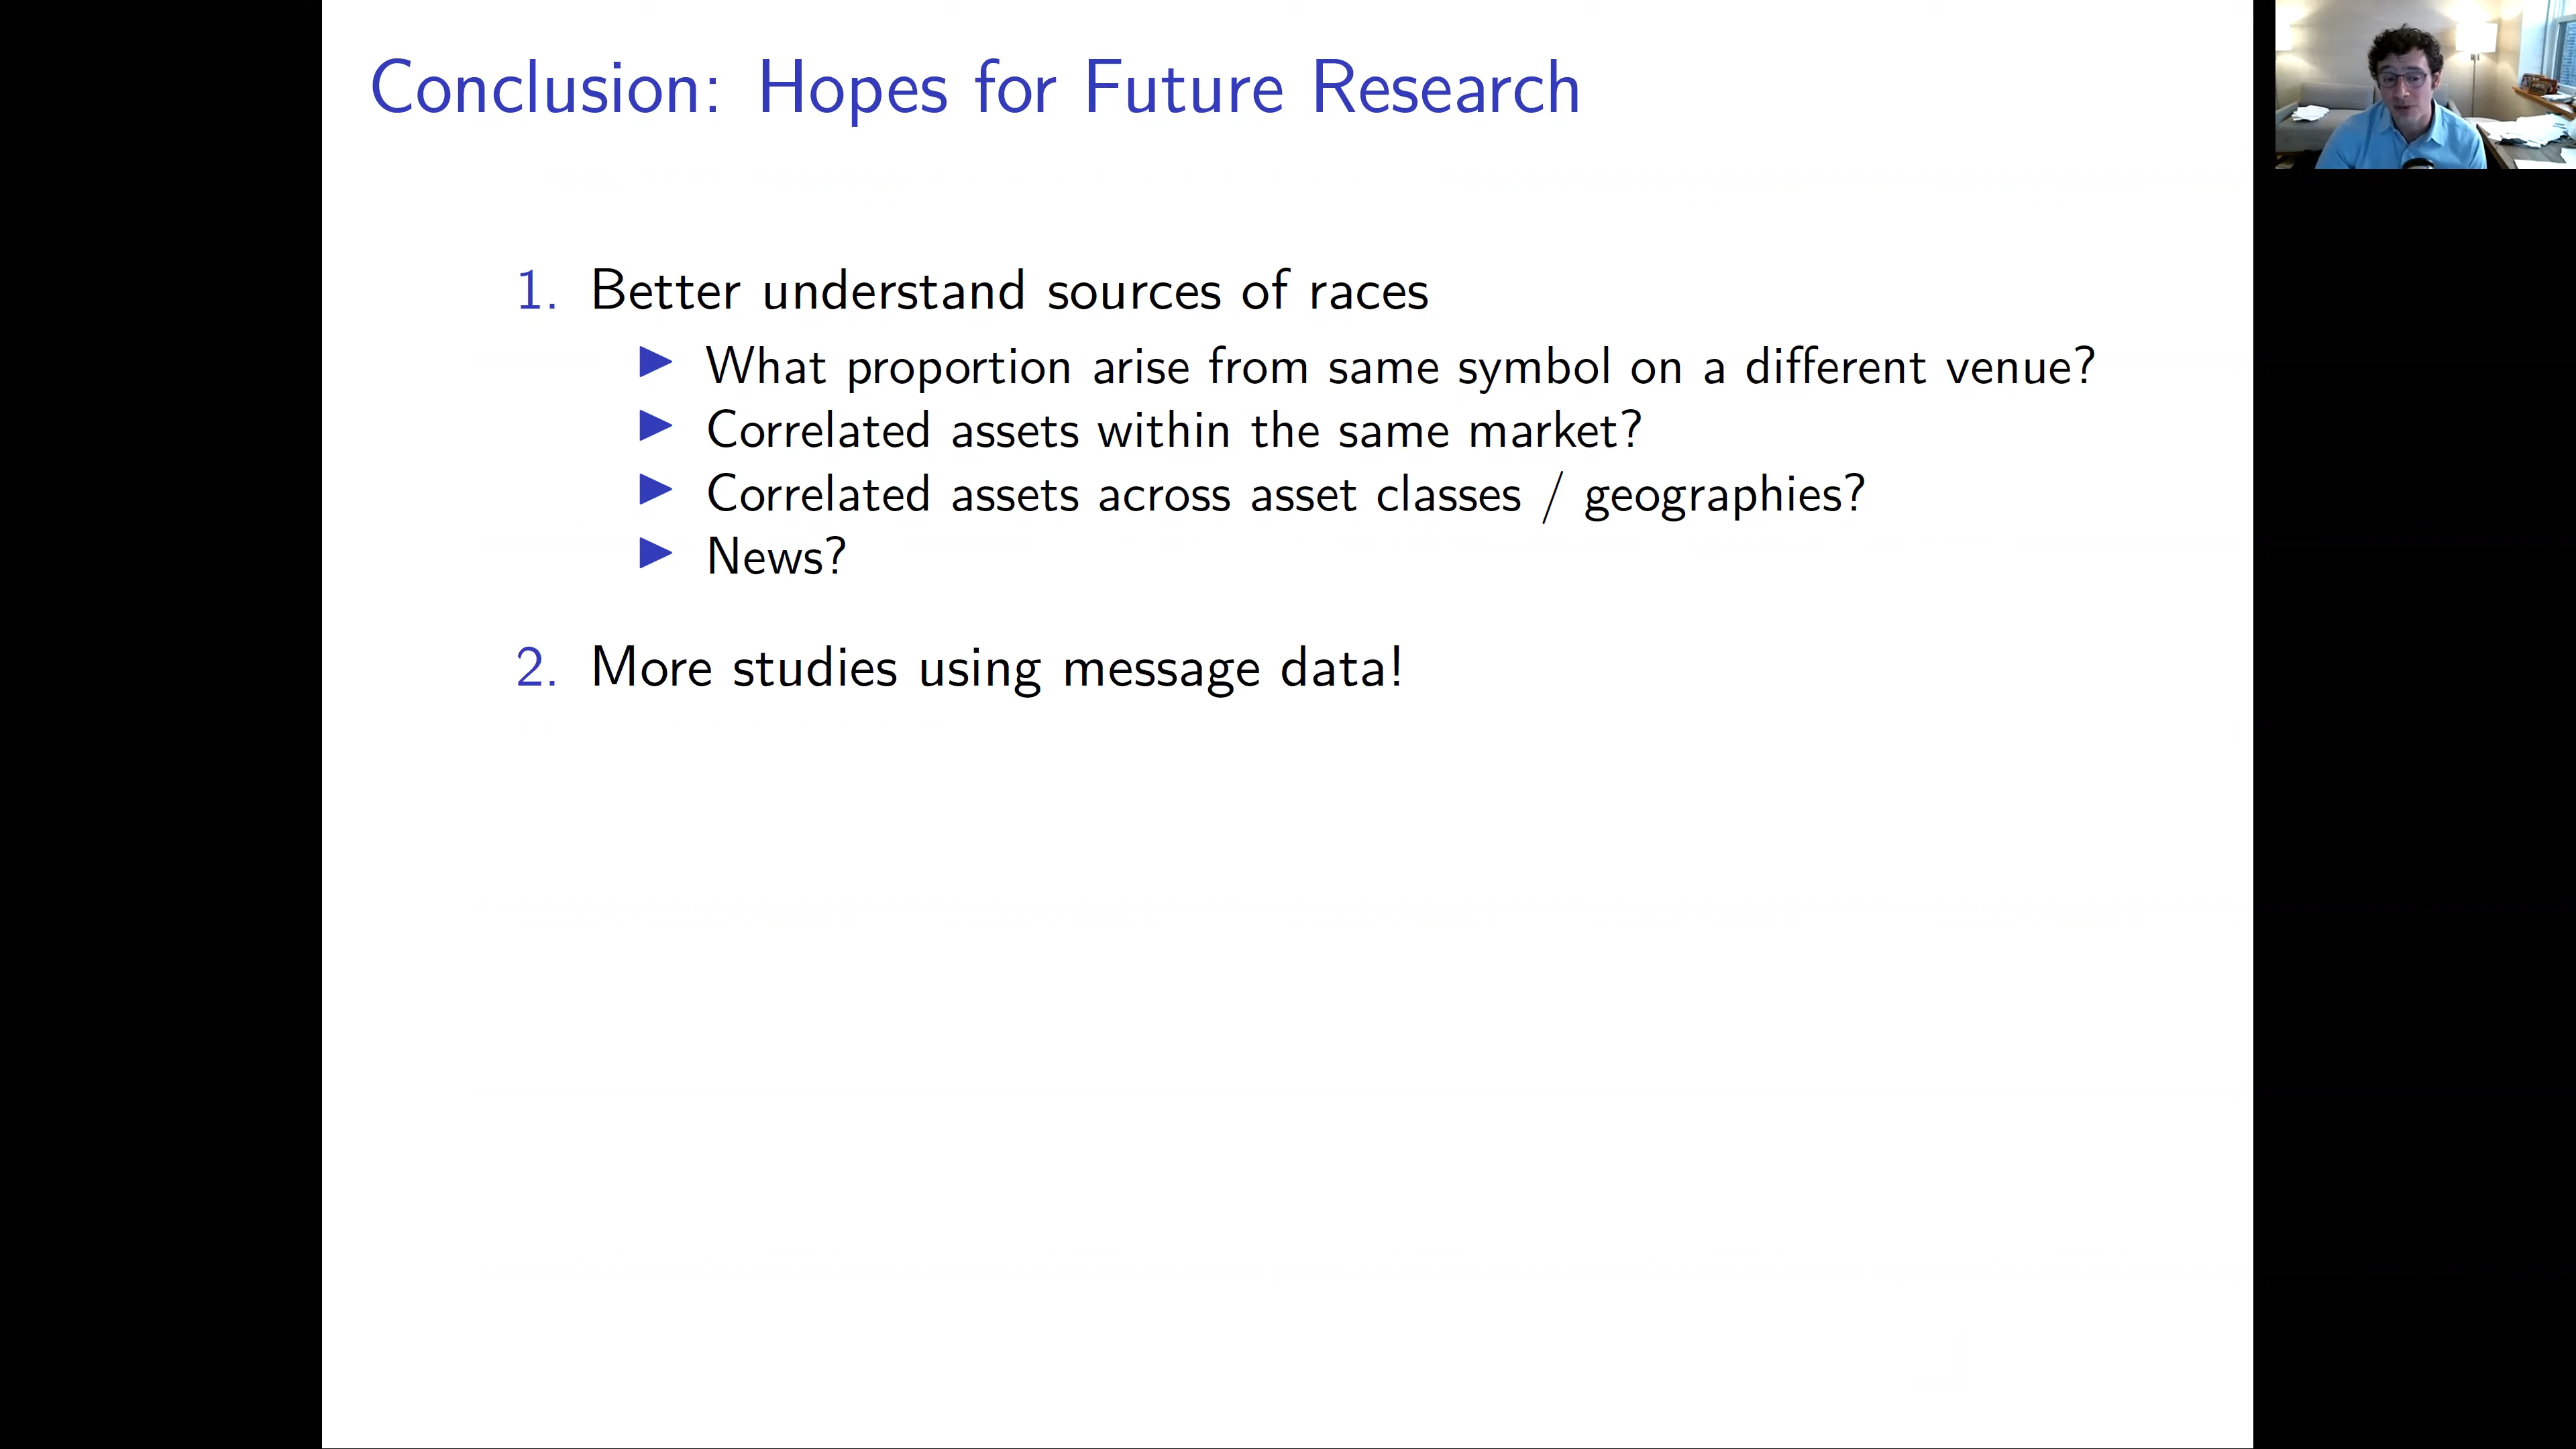 Conclusion: Hopes for Future Research
1. Better understand sources of races
▶ What proportion arise from same symbol on a different venue?
▶ Correlated assets within the same market?
▶ Correlated assets across asset classes / geographies?
▶ News?
2. More studies using message data!